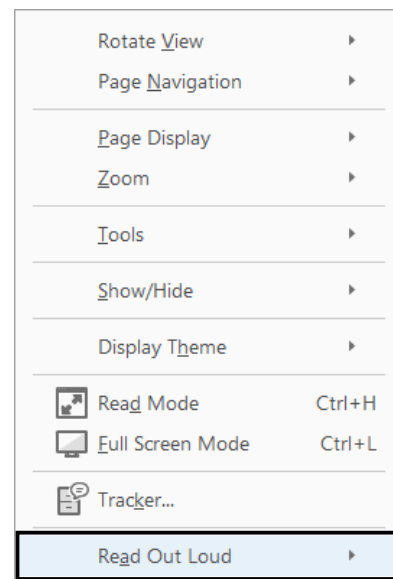 Rotate View
Page Navigation
Page Display
Zoom
Tools
Show/Hide
Display Theme
Read Mode Ctrl+H
Full Screen Mode Ctrl+L
Tracker...
Read Out Loud